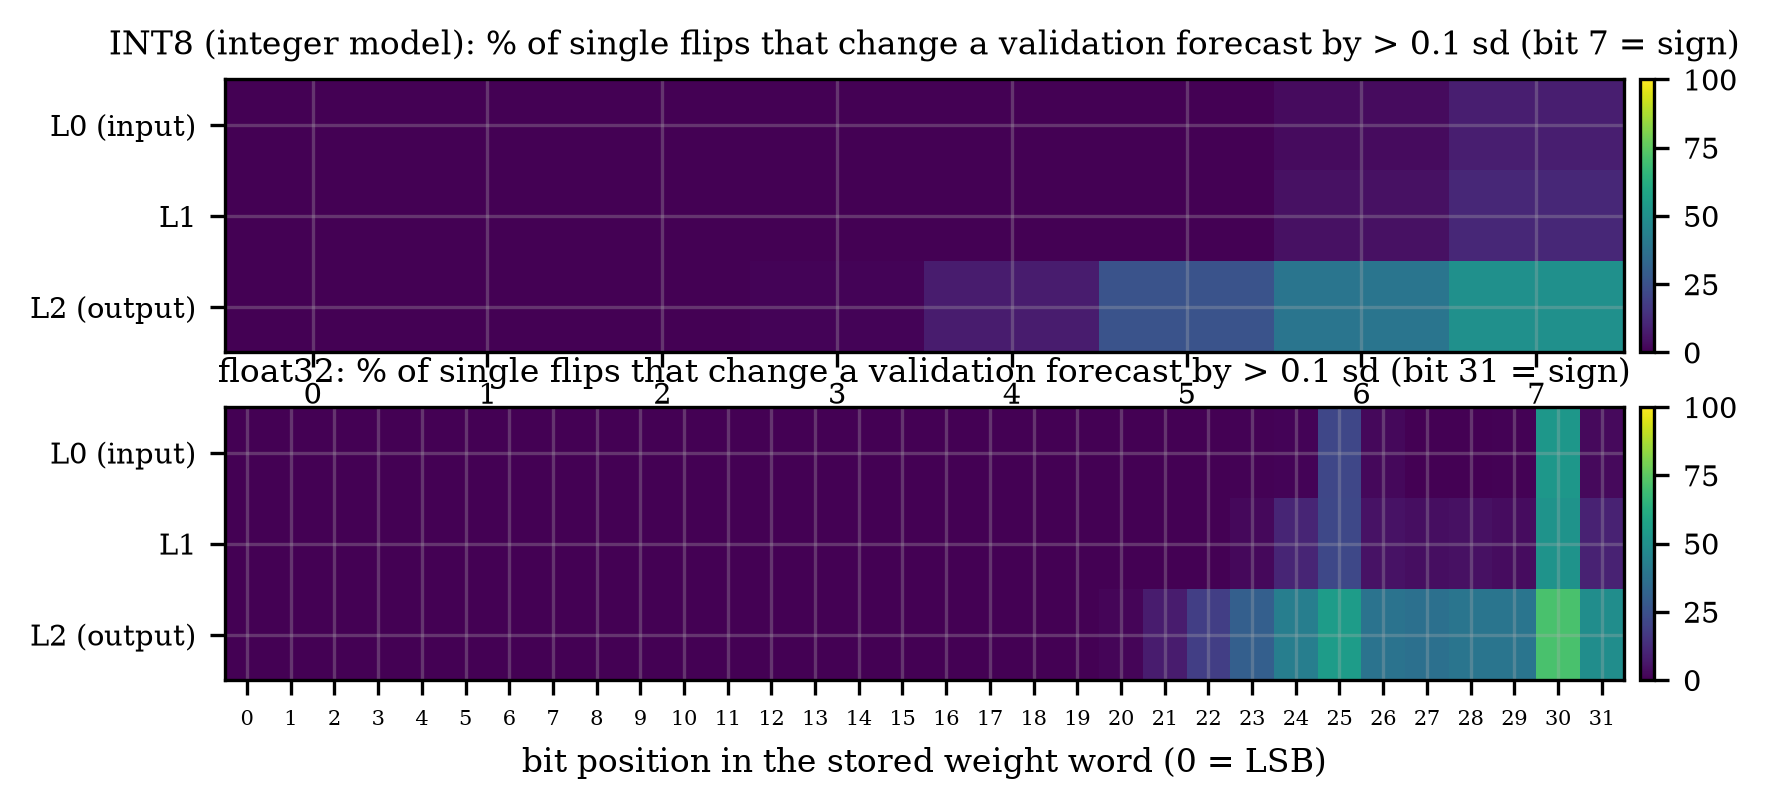 INT8 (integer model): % of single flips that change a validation forecast by > 0.1 sd (bit 7 = sign)
L0 (input)
L1
L2 (output)
100
75
50
25
0
0 1 2 3 4 5 6 7
float32: % of single flips that change a validation forecast by > 0.1 sd (bit 31 = sign)
L0 (input)
L1
L2 (output)
100
75
50
25
0
0 1 2 3 4 5 6 7 8 9 10 11 12 13 14 15 16 17 18 19 20 21 22 23 24 25 26 27 28 29 30 31
bit position in the stored weight word (0 = LSB)